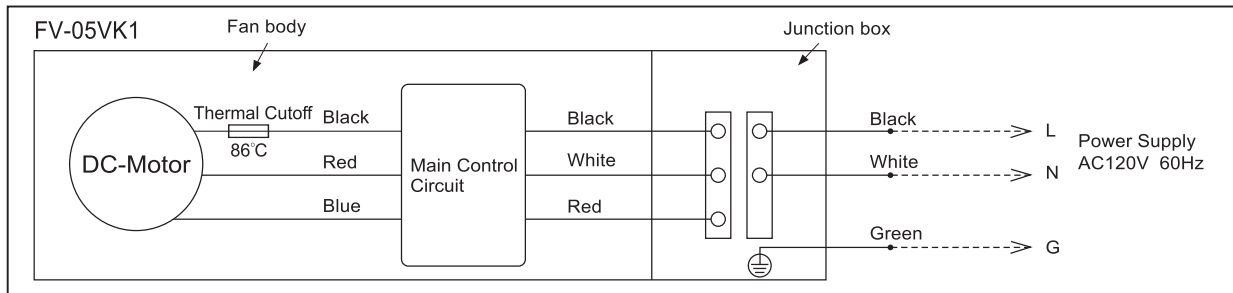 FV-05VK1
Fan body
Junction box
Thermal Cutoff
86°C
Black
Red
Blue
DC-Motor
Main Control
Circuit
Black
White
Red
Black
White
Green
L
N
G
Power Supply
AC120V 60Hz